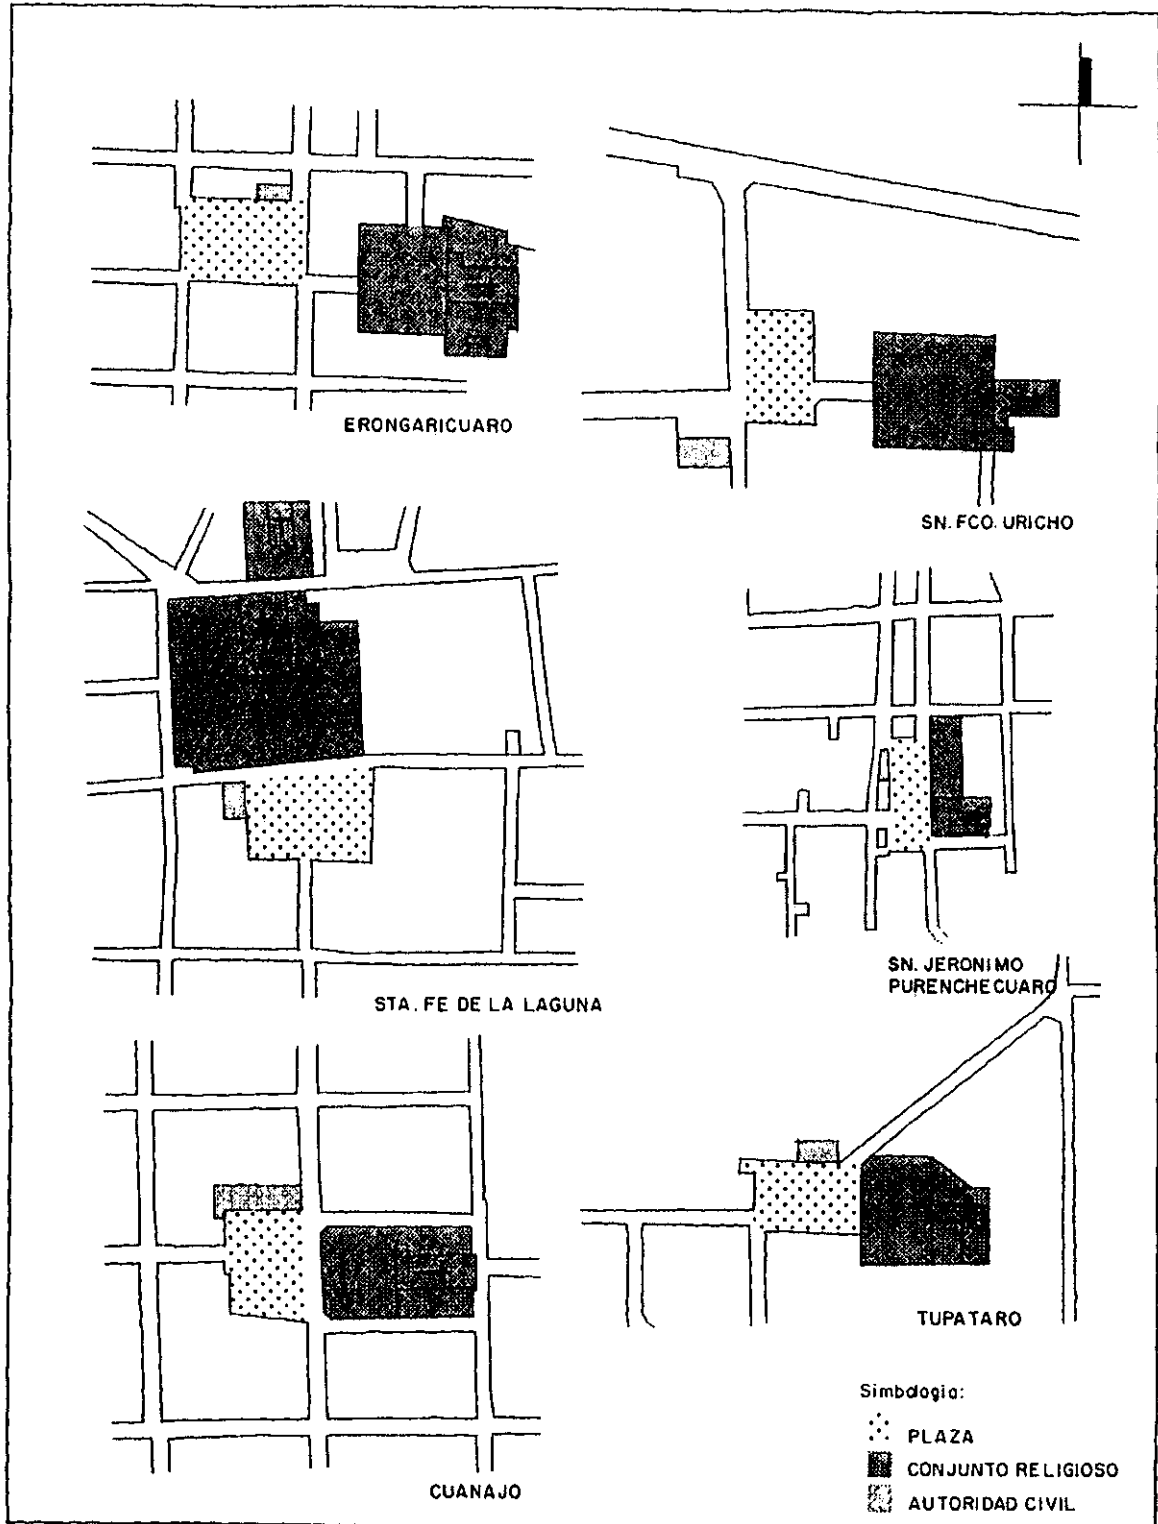 ERONGARICUARO
SN. FCO. URICHO
STA. FE DE LA LAGUNA
SN. JERONIMO
PURENCHECUARO
CUANAJO
TUPATARO
Simbología:
PLAZA
CONJUNTO RELIGIOSO
AUTORIDAD CIVIL